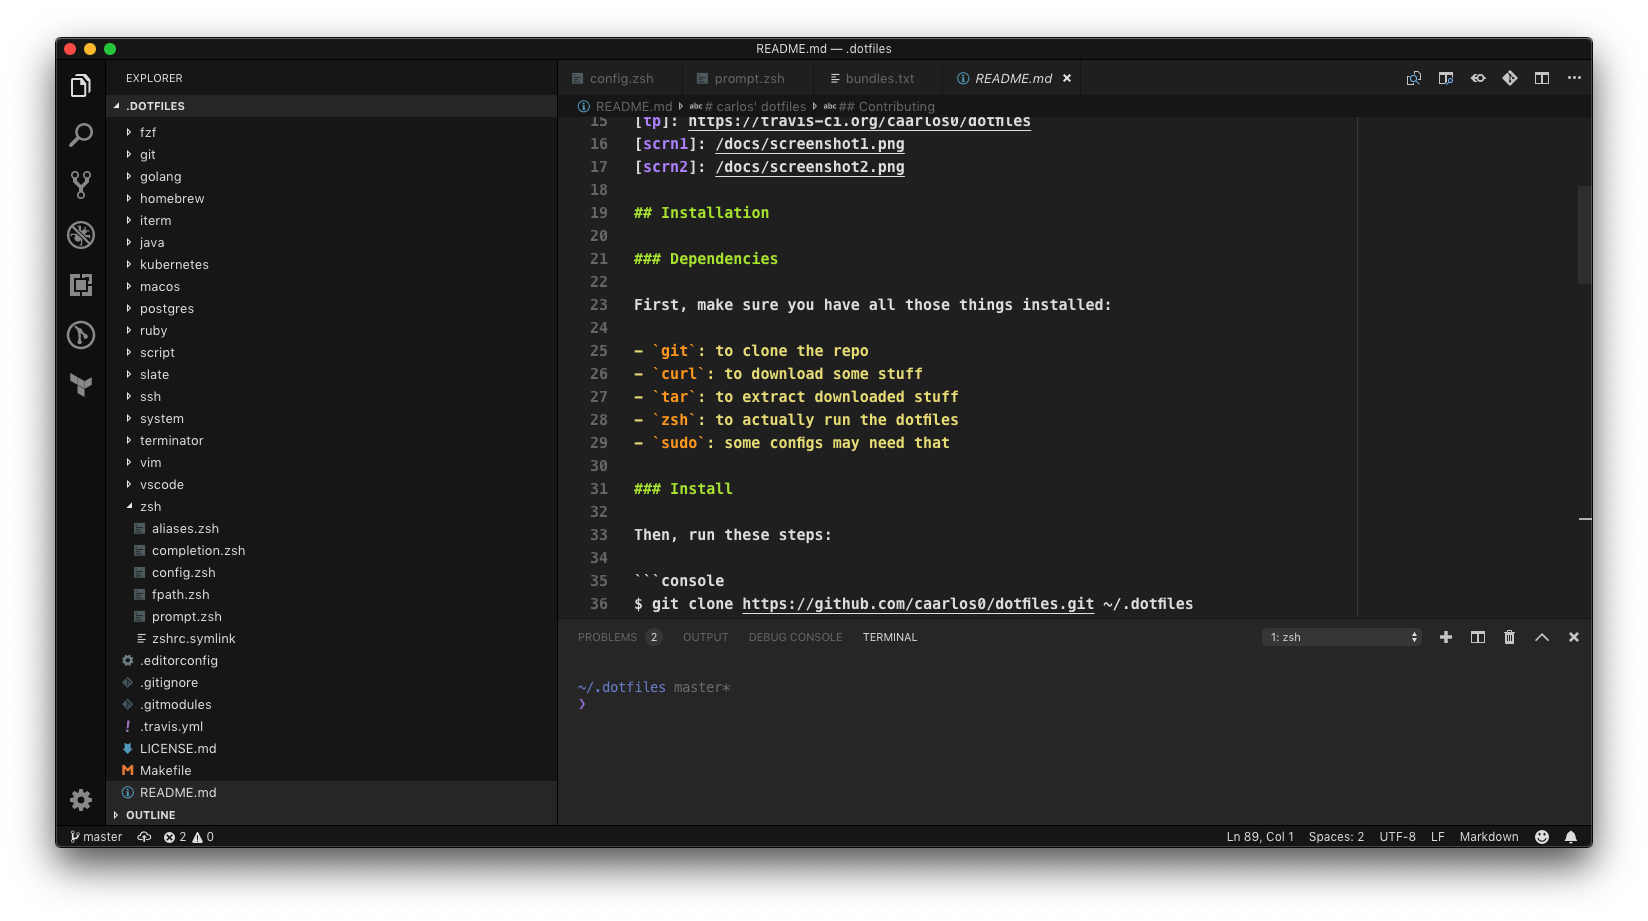 README.md — .dotfiles
EXPLORER
.DOTFILES
fzf
git
golang
homebrew
iterm
java
kubernetes
macos
postgres
ruby
script
slate
ssh
system
terminator
vim
vscode
zsh
aliases.zsh
completion.zsh
config.zsh
fpath.zsh
prompt.zsh
zshrc.symlink
.editorconfig
.gitignore
.gitmodules
.travis.yml
LICENSE.md
Makefile
README.md
OUTLINE
config.zsh prompt.zsh bundles.txt README.md
README.md abc # carlos' dotfiles abc ## Contributing
15 [tp]: https://travis-ci.org/caarlos0/dotfiles
16 [scrn1]: /docs/screenshot1.png
17 [scrn2]: /docs/screenshot2.png
18
19 ## Installation
20
21 ### Dependencies
22
23 First, make sure you have all those things installed:
24
25 - `git`: to clone the repo
26 - `curl`: to download some stuff
27 - `tar`: to extract downloaded stuff
28 - `zsh`: to actually run the dotfiles
29 - `sudo`: some configs may need that
30
31 ### Install
32
33 Then, run these steps:
34
35 ```console
36 $ git clone https://github.com/caarlos0/dotfiles.git ~/.dotfiles
PROBLEMS 2 OUTPUT DEBUG CONSOLE TERMINAL 1: zsh
~/.dotfiles master*
❯
master 2 0 Ln 89, Col 1 Spaces: 2 UTF-8 LF Markdown